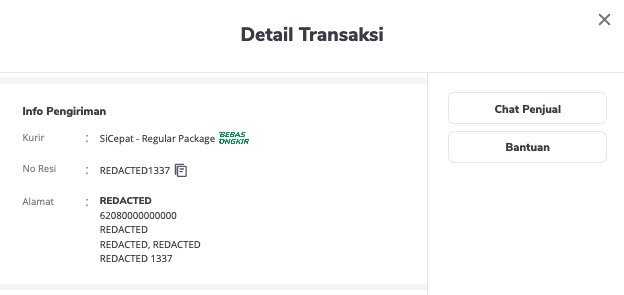 Detail Transaksi
Info Pengiriman
Kurir : SiCepat - Regular Package BEBAS ONGKIR
No Resi : REDACTED1337
Alamat : REDACTED
62080000000000
REDACTED
REDACTED, REDACTED
REDACTED 1337
Chat Penjual
Bantuan